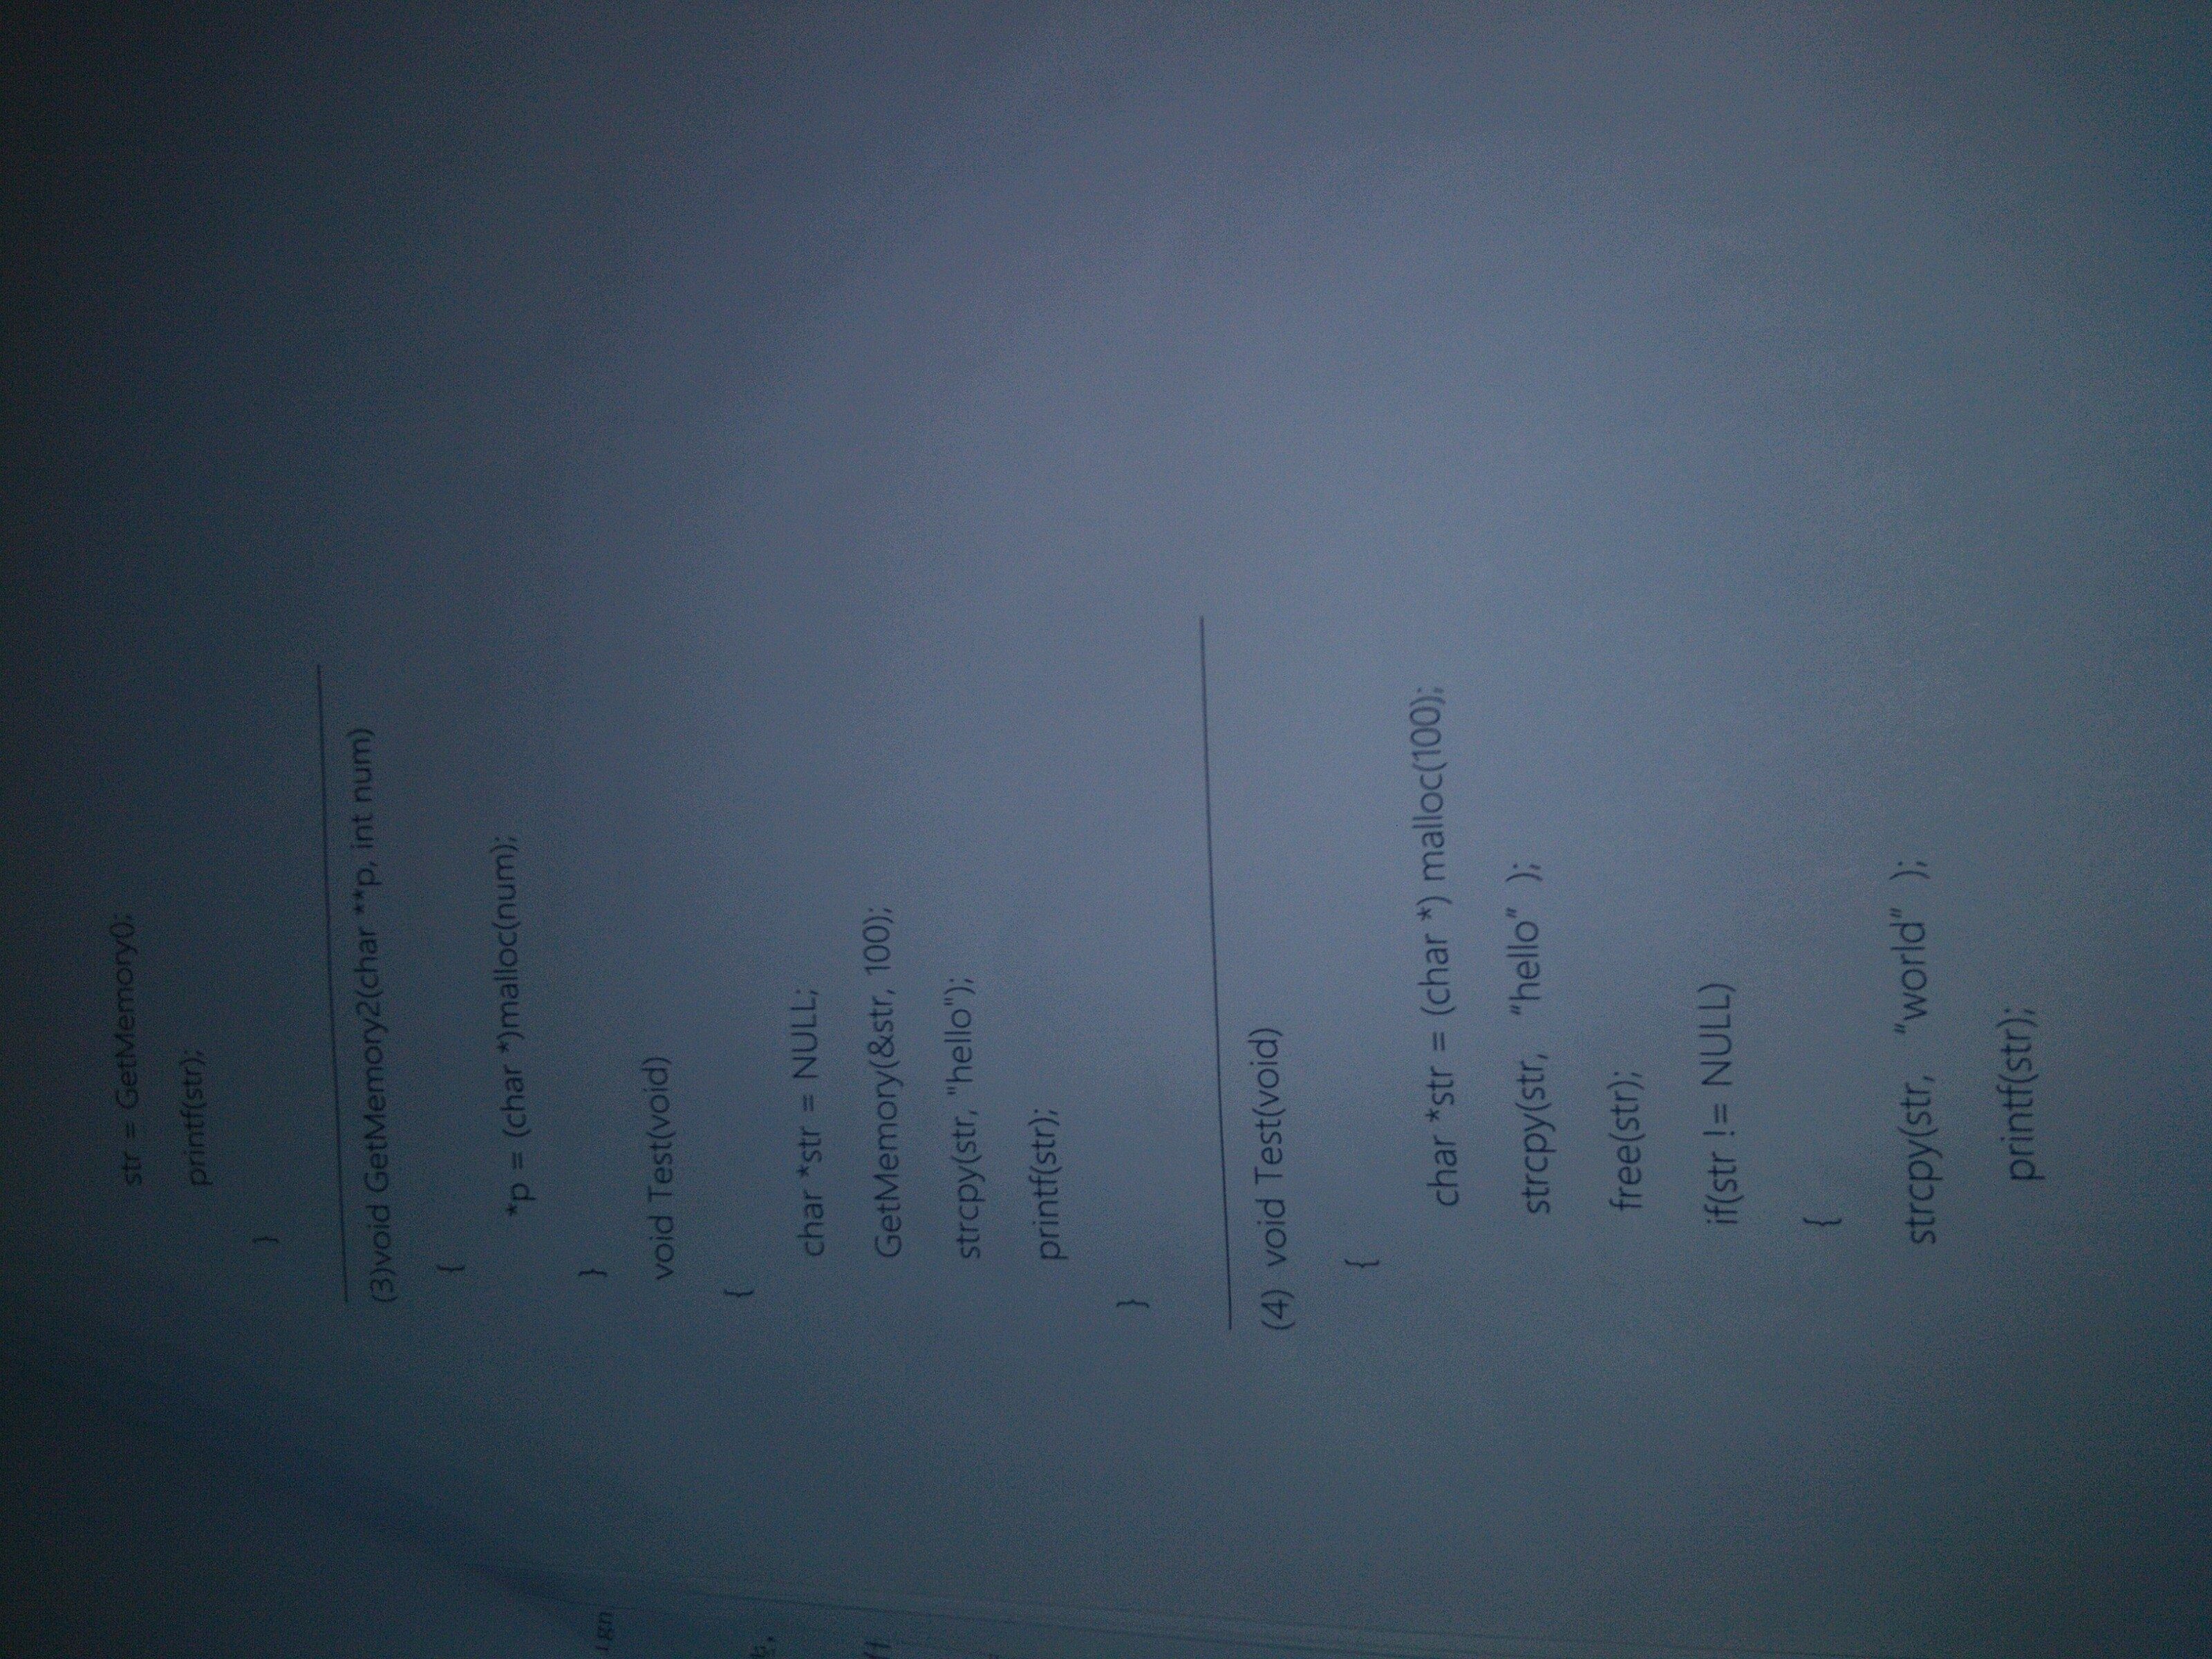 str = GetMemory();
printf(str);
}
(3)void GetMemory2(char **p, int num)
{
*p = (char *)malloc(num);
}
void Test(void)
{
char *str = NULL;
GetMemory(&str, 100);
strcpy(str, "hello");
printf(str);
}
(4) void Test(void)
{
char *str = (char *) malloc(100);
strcpy(str, “hello” );
free(str);
if(str != NULL)
{
strcpy(str, “world” );
printf(str);